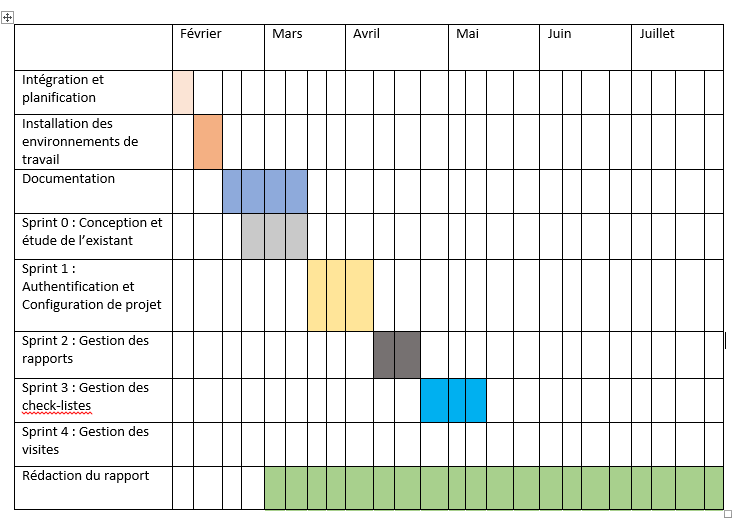 Février Mars Avril Mai Juin Juillet
Intégration et
planification
Installation des
environnements de
travail
Documentation
Sprint 0 : Conception et
étude de l’existant
Sprint 1 :
Authentification et
Configuration de projet
Sprint 2 : Gestion des
rapports
Sprint 3 : Gestion des
check-listes
Sprint 4 : Gestion des
visites
Rédaction du rapport